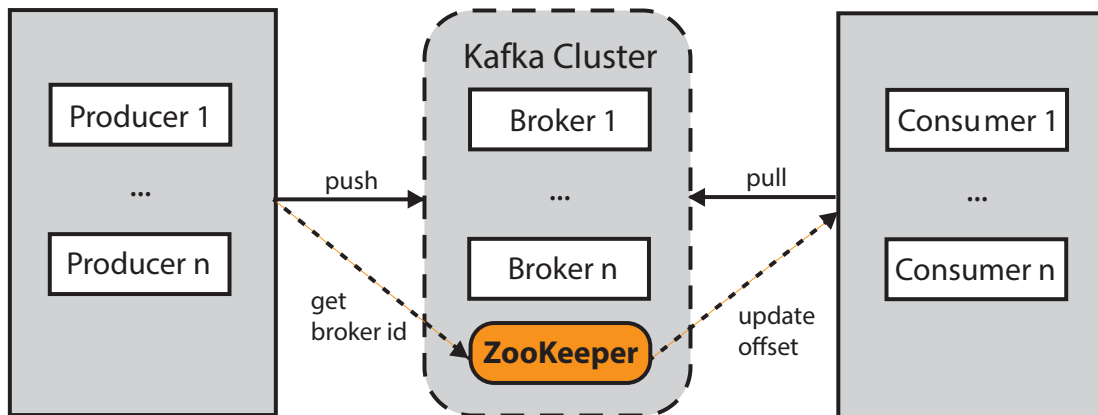 Producer 1
...
Producer n
push
get
broker id
Kafka Cluster
Broker 1
...
Broker n
ZooKeeper
pull
update
offset
Consumer 1
...
Consumer n